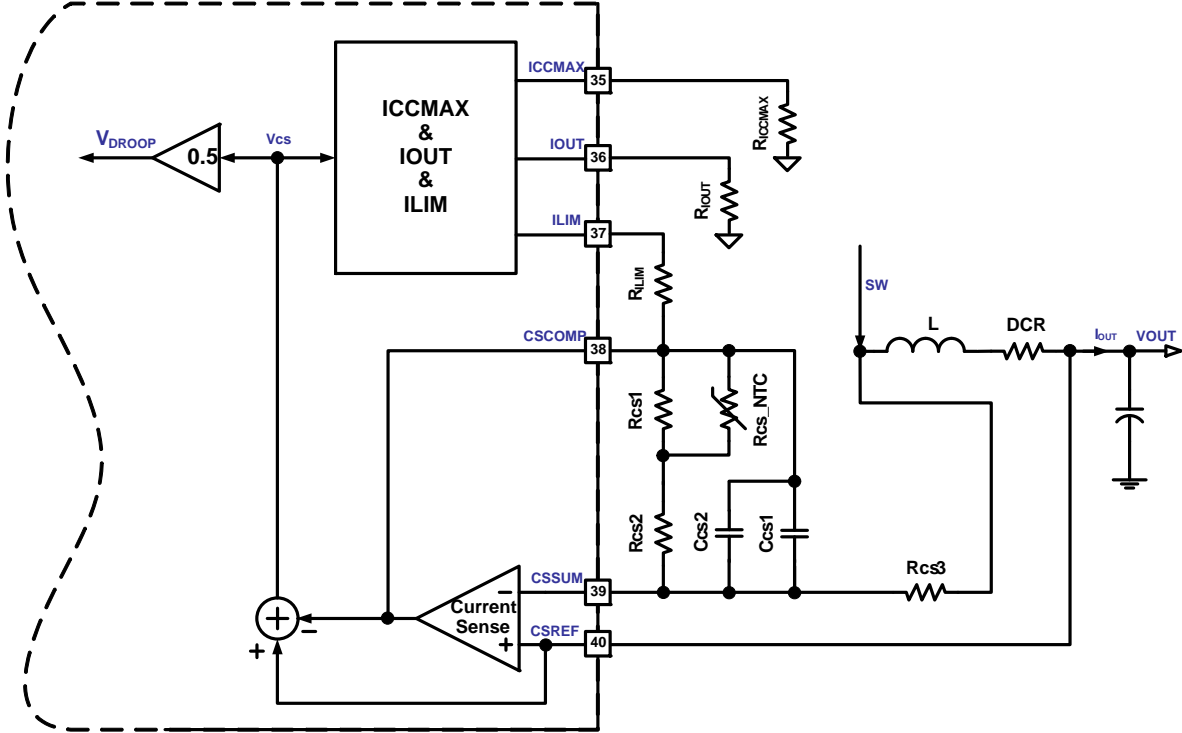 ICCMAX
35
RICCMAX
ICCMAX
&
IOUT
&
ILIM
VDROOP
0.5
Vcs
IOUT
36
RIOUT
ILIM
37
RILIM
SW
CSCOMP
38
L
DCR
IOUT
VOUT
Rcs1
Rcs_NTC
Rcs2
Ccs2
Ccs1
Rcs3
CSSUM
39
−
Current
Sense
+
CSREF
40
+
−
+